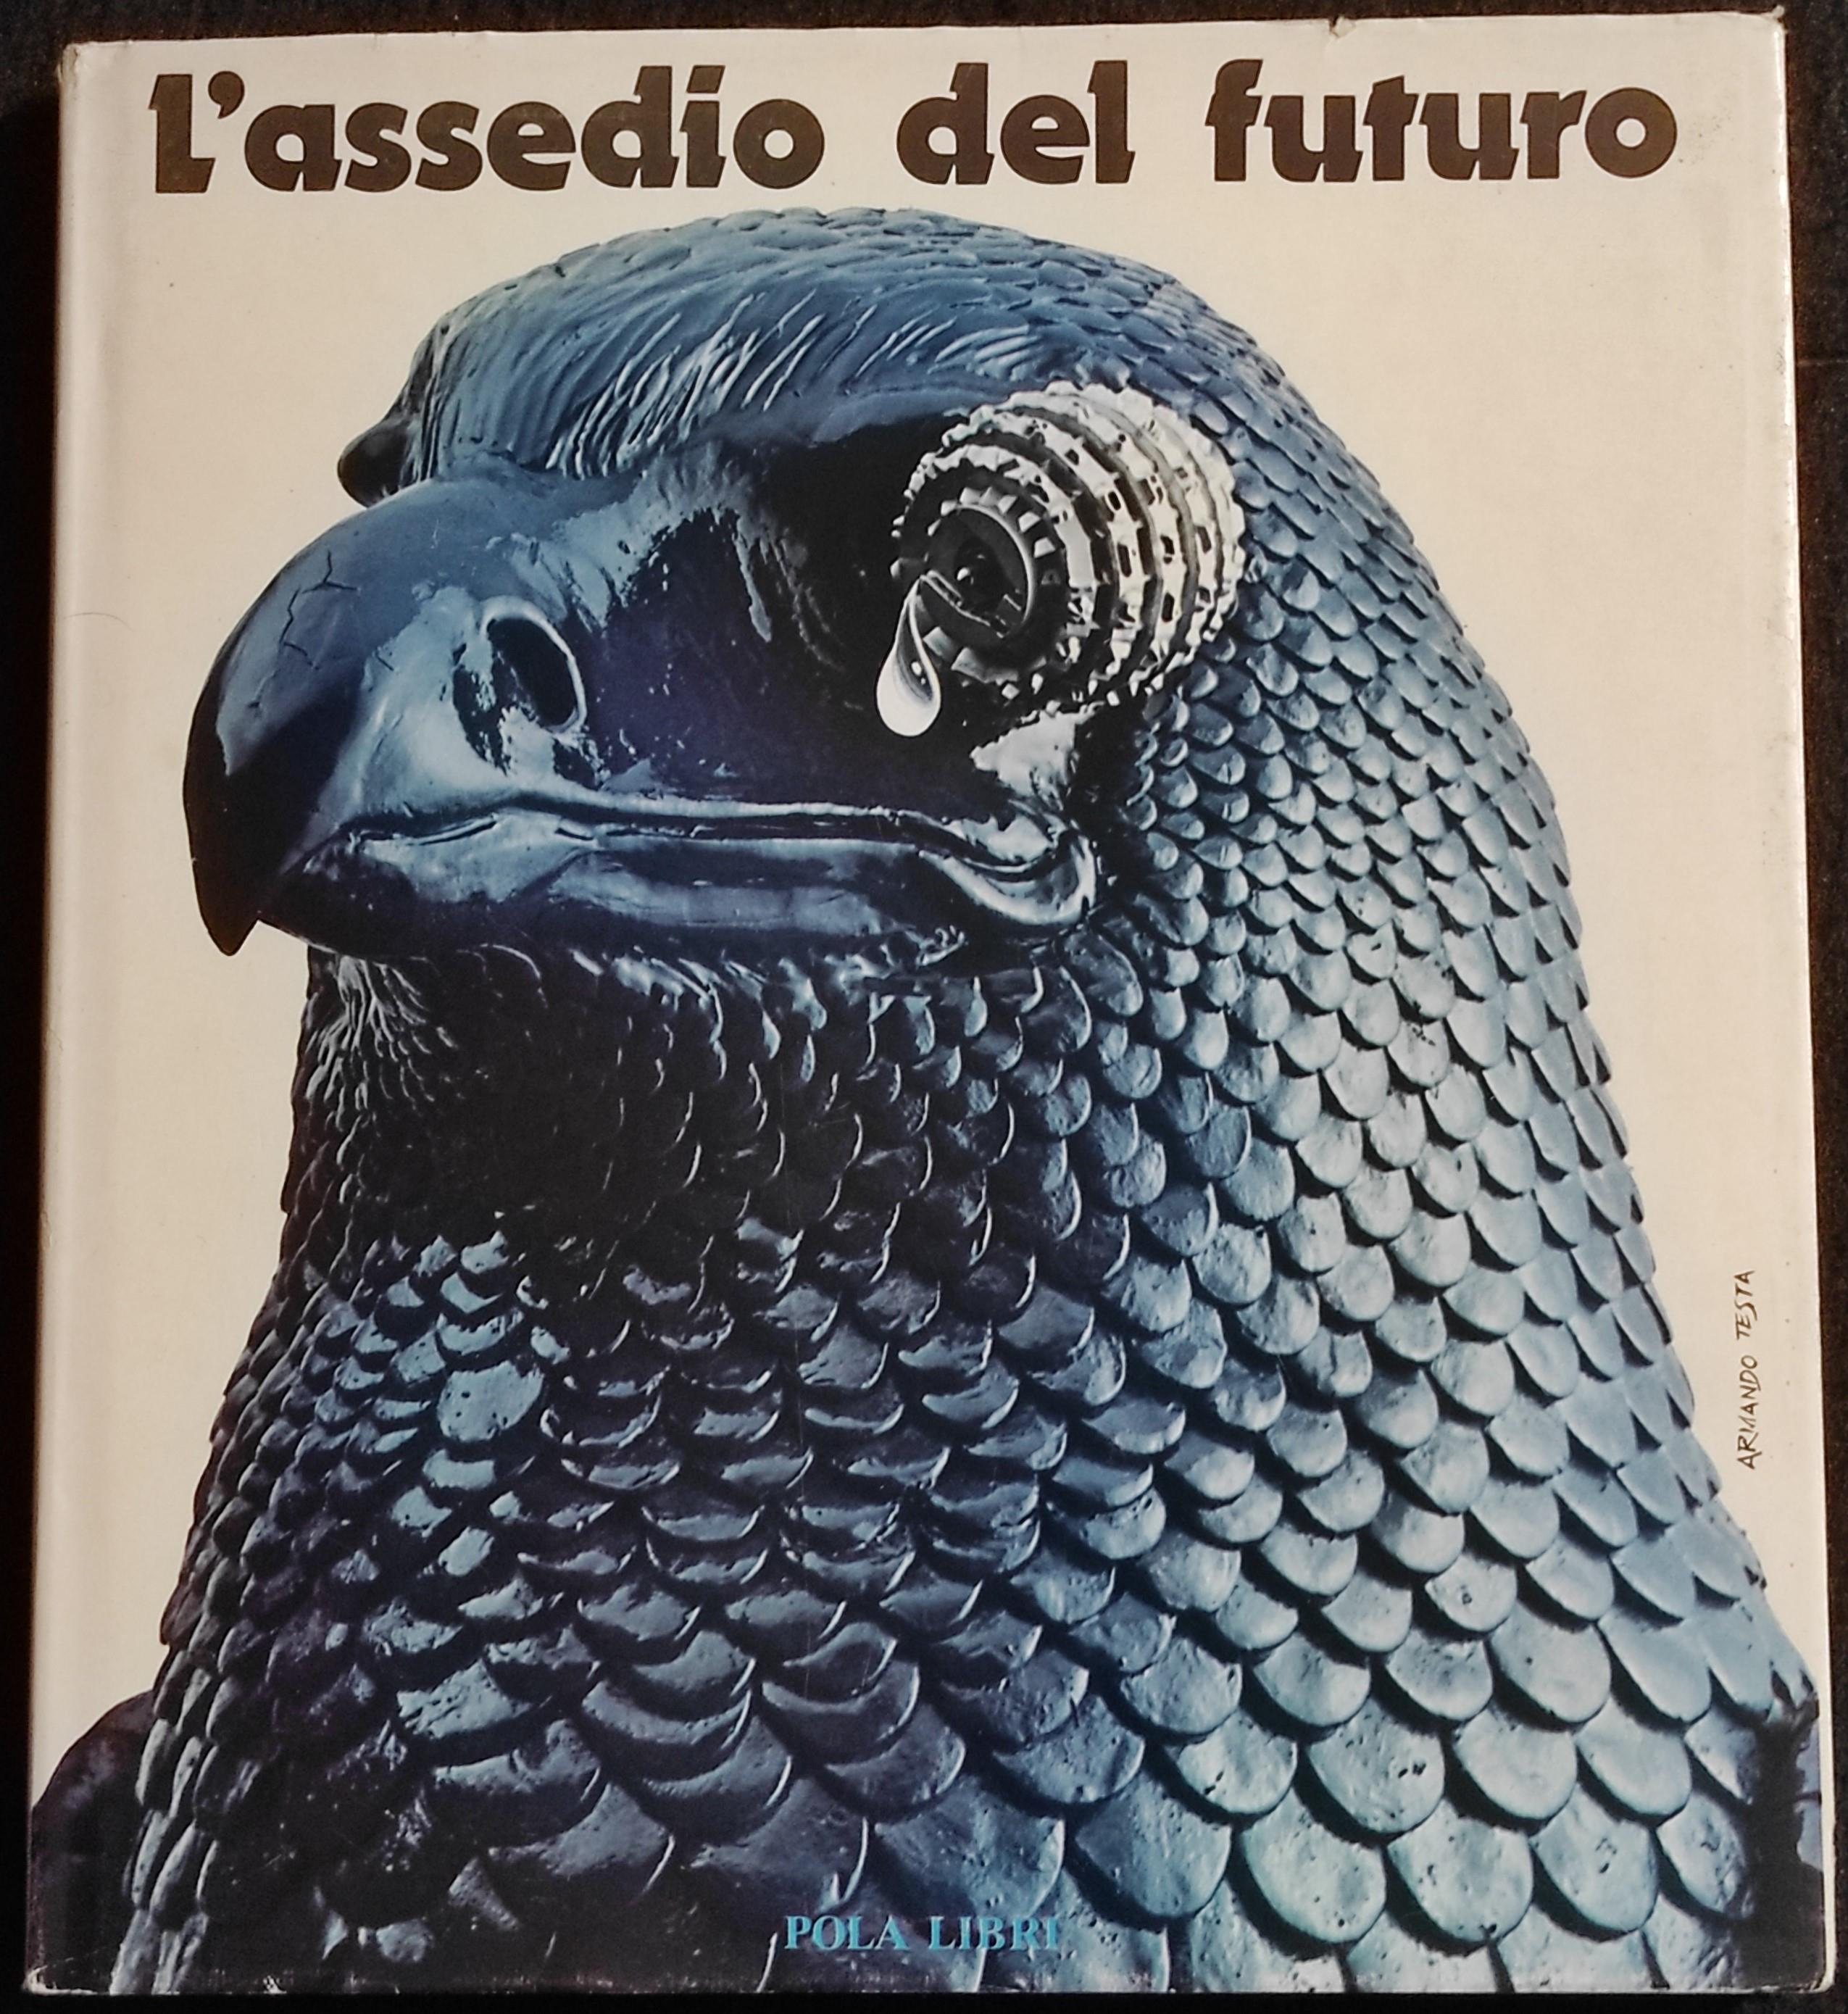 l'assedio del futuro
ARMANDO TESTA
POLA LIBRI